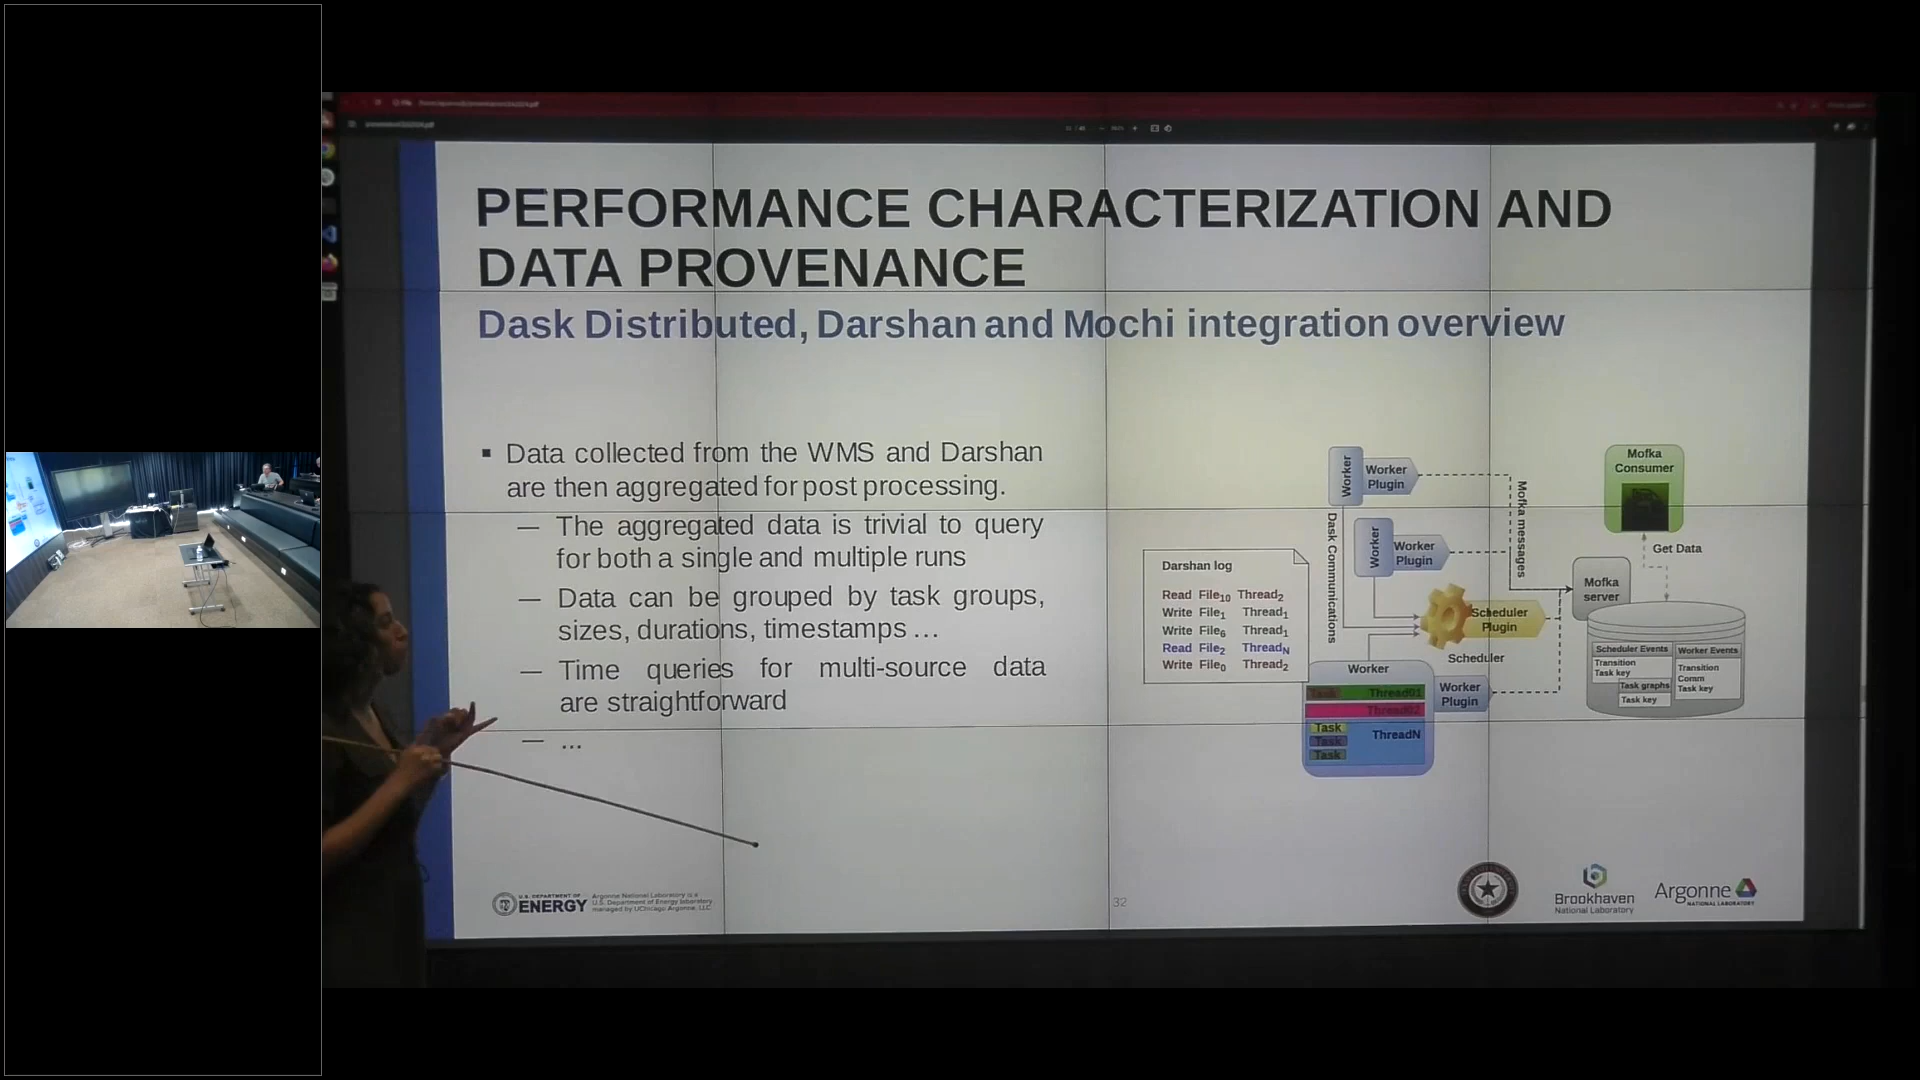 PERFORMANCE CHARACTERIZATION AND
DATA PROVENANCE
Dask Distributed, Darshan and Mochi integration overview
▪ Data collected from the WMS and Darshan
are then aggregated for post processing.
— The aggregated data is trivial to query
for both a single and multiple runs
— Data can be grouped by task groups,
sizes, durations, timestamps ...
— Time queries for multi-source data
are straightforward
— ...
Darshan log
Read File10 Thread2
Write File1 Thread1
Write File6 Thread1
Read File2 ThreadN
Write File0 Thread2
Worker
Worker
Plugin
Worker
Worker
Plugin
Dask Communications
Mofka messages
Scheduler
Plugin
Scheduler
Worker
Task Thread01
Thread02
Task
ThreadN
Task
Task
Worker
Plugin
Mofka
Consumer
Get Data
Mofka
server
Scheduler Events
Transition
Task key
Task graphs
Task key
Worker Events
Transition
Comm
Task key
U.S. DEPARTMENT OF
ENERGY
Argonne National Laboratory is a
U.S. Department of Energy laboratory
managed by UChicago Argonne, LLC.
32
Brookhaven
National Laboratory
Argonne
NATIONAL LABORATORY